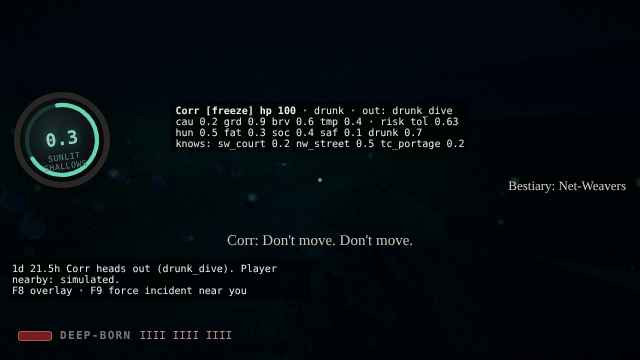 Corr [freeze] hp 100 · drunk · out: drunk_dive
cau 0.2 grd 0.9 brv 0.6 tmp 0.4 · risk tol 0.63
hun 0.5 fat 0.3 soc 0.4 saf 0.1 drunk 0.7
knows: sw_court 0.2 nw_street 0.5 tc_portage 0.2
0.3
SUNLIT
SHALLOWS
Bestiary: Net-Weavers
Corr: Don't move. Don't move.
1d 21.5h Corr heads out (drunk_dive). Player
nearby: simulated.
F8 overlay · F9 force incident near you
DEEP-BORN IIII IIII IIII